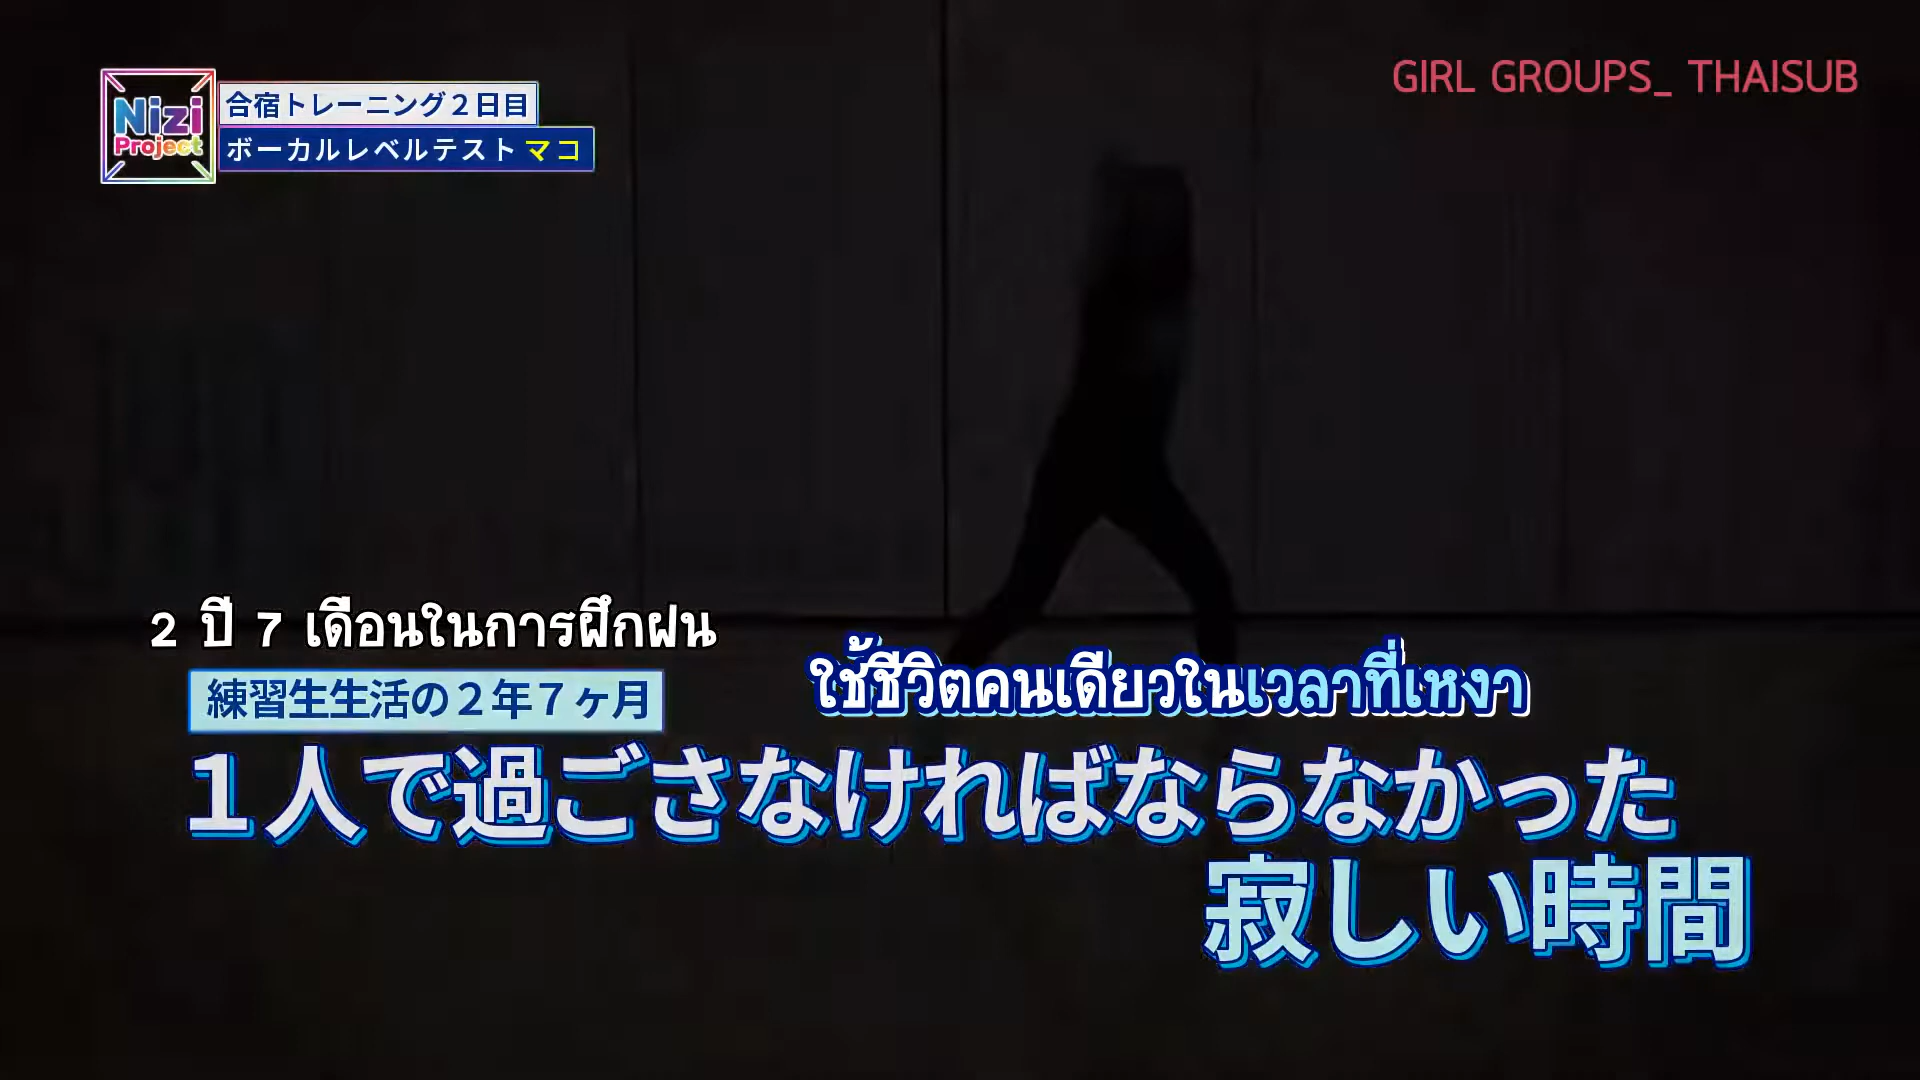 GIRL GROUPS_ THAISUB
Nizi
Project
合宿トレーニング２日目
ボーカルレベルテスト マコ
2 ปี 7 เดือนในการฝึกฝน
ใช้ชีวิตคนเดียวในเวลาที่เหงา
練習生生活の２年７ヶ月
１人で過ごさなければならなかった
寂しい時間